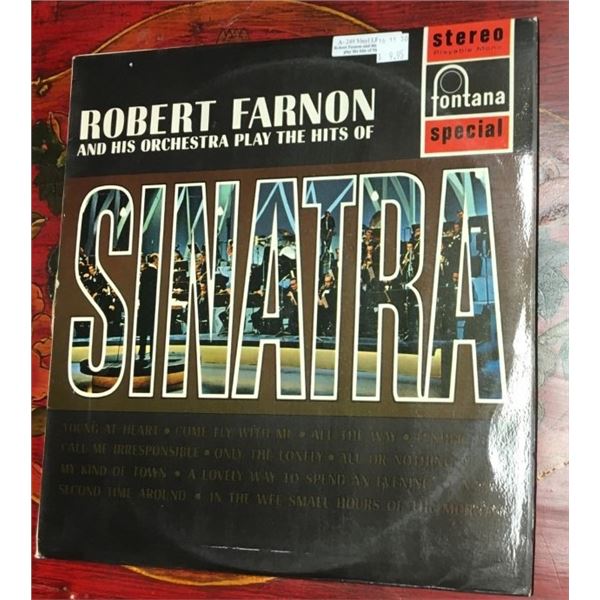 stereo
Playable Mono
fontana
special
ROBERT FARNON
AND HIS ORCHESTRA PLAY THE HITS OF
SINATRA
YOUNG AT HEART • COME FLY WITH ME • ALL THE WAY •
CALL ME IRRESPONSIBLE • ONLY THE LONELY • ALL OR NOTHING
MY KIND OF TOWN • A LOVELY WAY TO SPEND AN EVENING
SECOND TIME AROUND • IN THE WEE SMALL HOURS OF THE